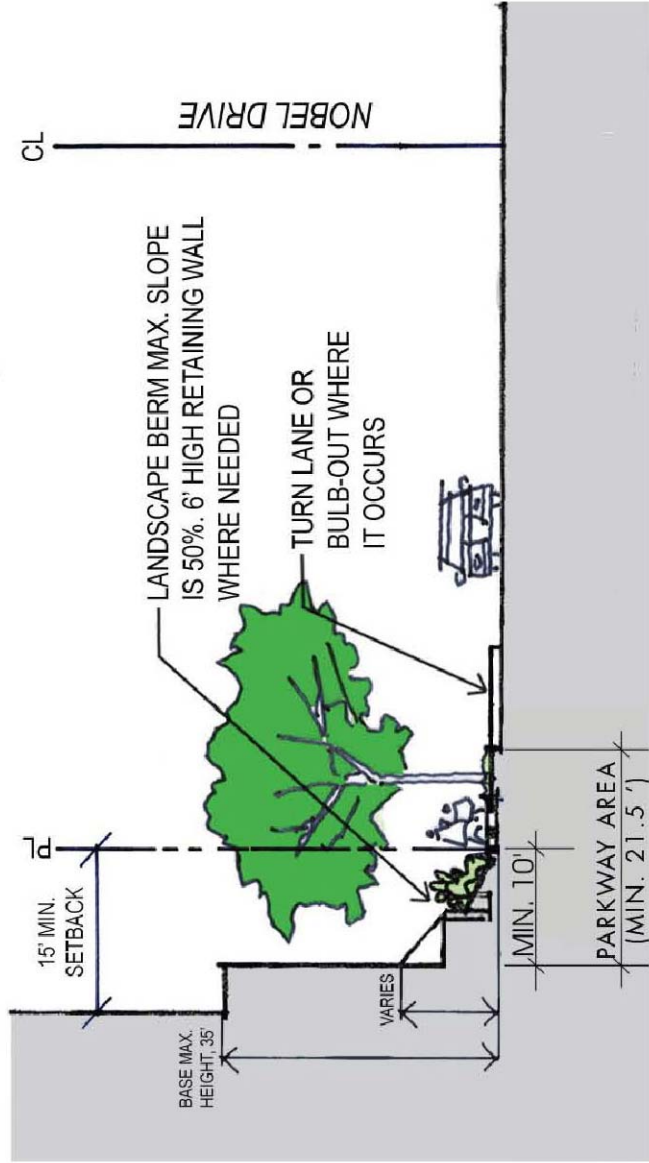 CL
NOBEL DRIVE
LANDSCAPE BERM MAX. SLOPE
IS 50%. 6' HIGH RETAINING WALL
WHERE NEEDED
TURN LANE OR
BULB-OUT WHERE
IT OCCURS
PL
15' MIN.
SETBACK
BASE MAX.
HEIGHT, 35'
VARIES
MIN. 10'
PARKWAY AREA
(MIN. 21.5 ')